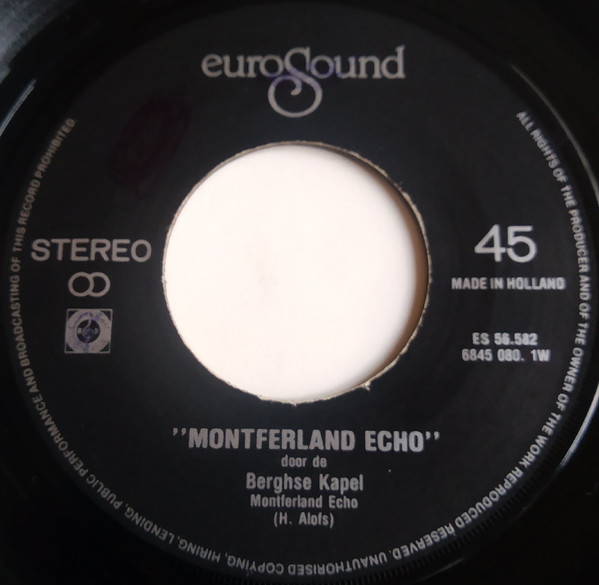 euroSound
STEREO
45
MADE IN HOLLAND
ES 56.582
6845 080. 1W
"MONTFERLAND ECHO"
door de
Berghse Kapel
Montferland Echo
(H. Alofs)
ALL RIGHTS OF THE PRODUCER AND OF THE OWNER OF THE WORK REPRODUCED RESERVED. UNAUTHORISED COPYING, HIRING, LENDING, PUBLIC PERFORMANCE AND BROADCASTING OF THIS RECORD PROHIBITED